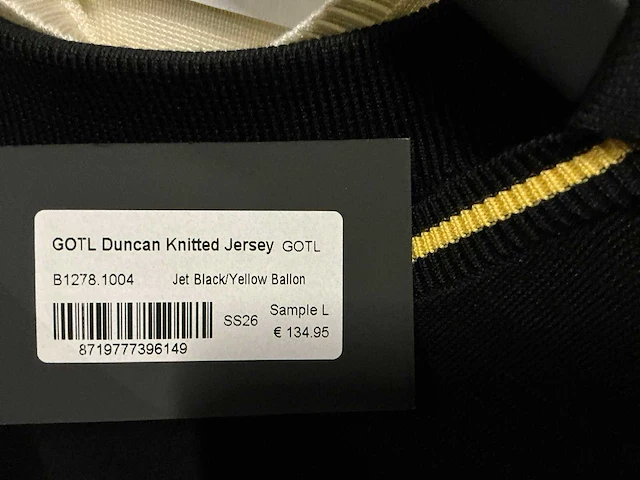 GOTL Duncan Knitted Jersey GOTL
B1278.1004 Jet Black/Yellow Ballon
SS26 Sample L
€ 134.95
8719777396149